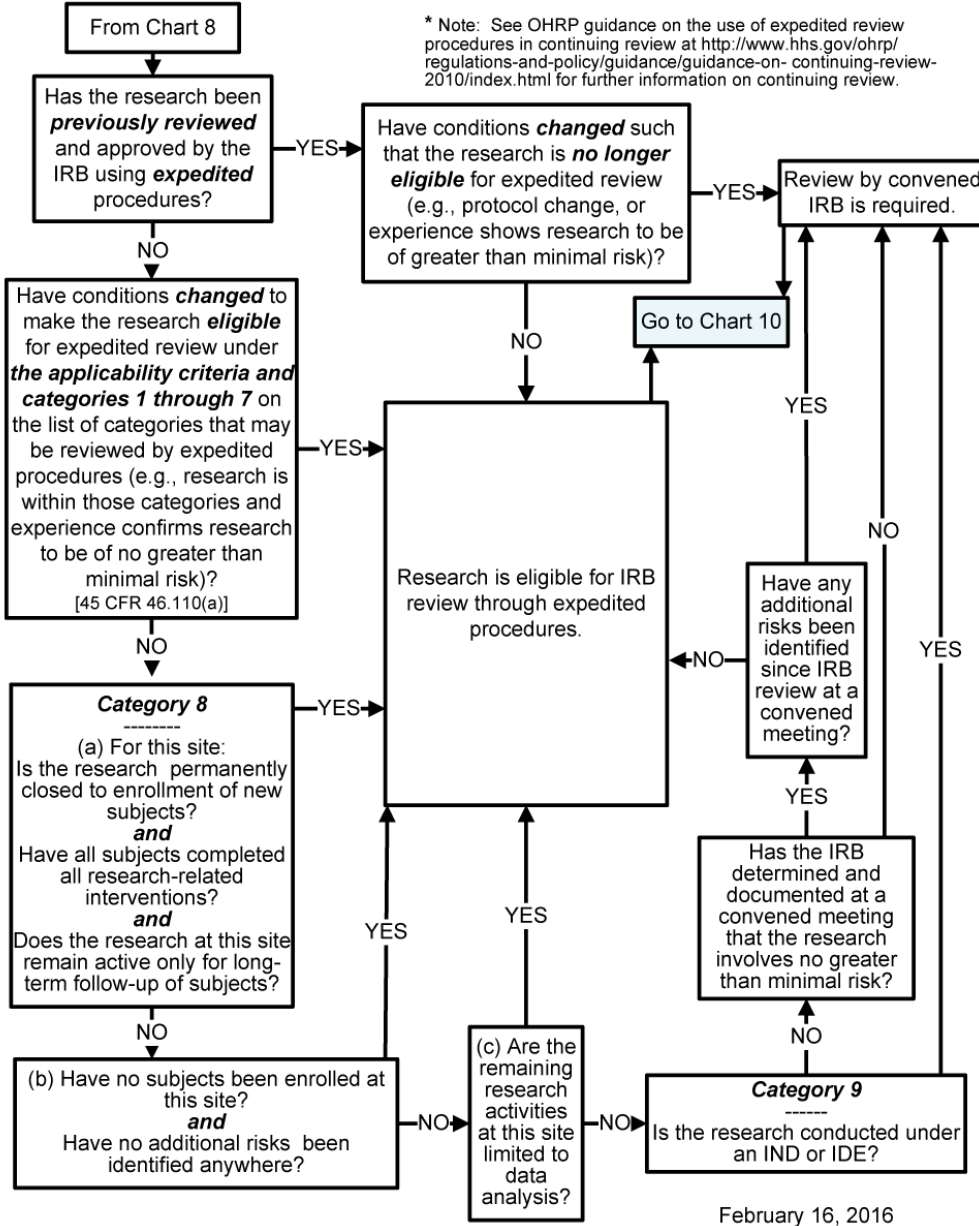 From Chart 8
* Note:  See OHRP guidance on the use of expedited review
procedures in continuing review at http://www.hhs.gov/ohrp/
regulations-and-policy/guidance/guidance-on- continuing-review-
2010/index.html for further information on continuing review.
Has the research been
previously reviewed
and approved by the
IRB using expedited
procedures?
YES
Have conditions changed such
that the research is no longer
eligible for expedited review
(e.g., protocol change, or
experience shows research to be
of greater than minimal risk)?
YES
Review by convened
IRB is required.
NO
NO
Go to Chart 10
Have conditions changed to
make the research eligible
for expedited review under
the applicability criteria and
categories 1 through 7 on
the list of categories that may
be reviewed by expedited
procedures (e.g., research is
within those categories and
experience confirms research
to be of no greater than
minimal risk)?
[45 CFR 46.110(a)]
YES
Research is eligible for IRB
review through expedited
procedures.
YES
NO
YES
Have any
additional
risks been
identified
since IRB
review at a
convened
meeting?
NO
NO
Category 8
--------
(a) For this site:
Is the research  permanently
closed to enrollment of new
subjects?
and
Have all subjects completed
all research-related
interventions?
and
Does the research at this site
remain active only for long-
term follow-up of subjects?
YES
YES
Has the IRB
determined and
documented at a
convened meeting
that the research
involves no greater
than minimal risk?
YES
YES
NO
NO
(b) Have no subjects been enrolled at
this site?
and
Have no additional risks  been
identified anywhere?
NO
(c) Are the
remaining
research
activities
at this site
limited to
data
analysis?
NO
Category 9
------
Is the research conducted under
an IND or IDE?
February 16, 2016